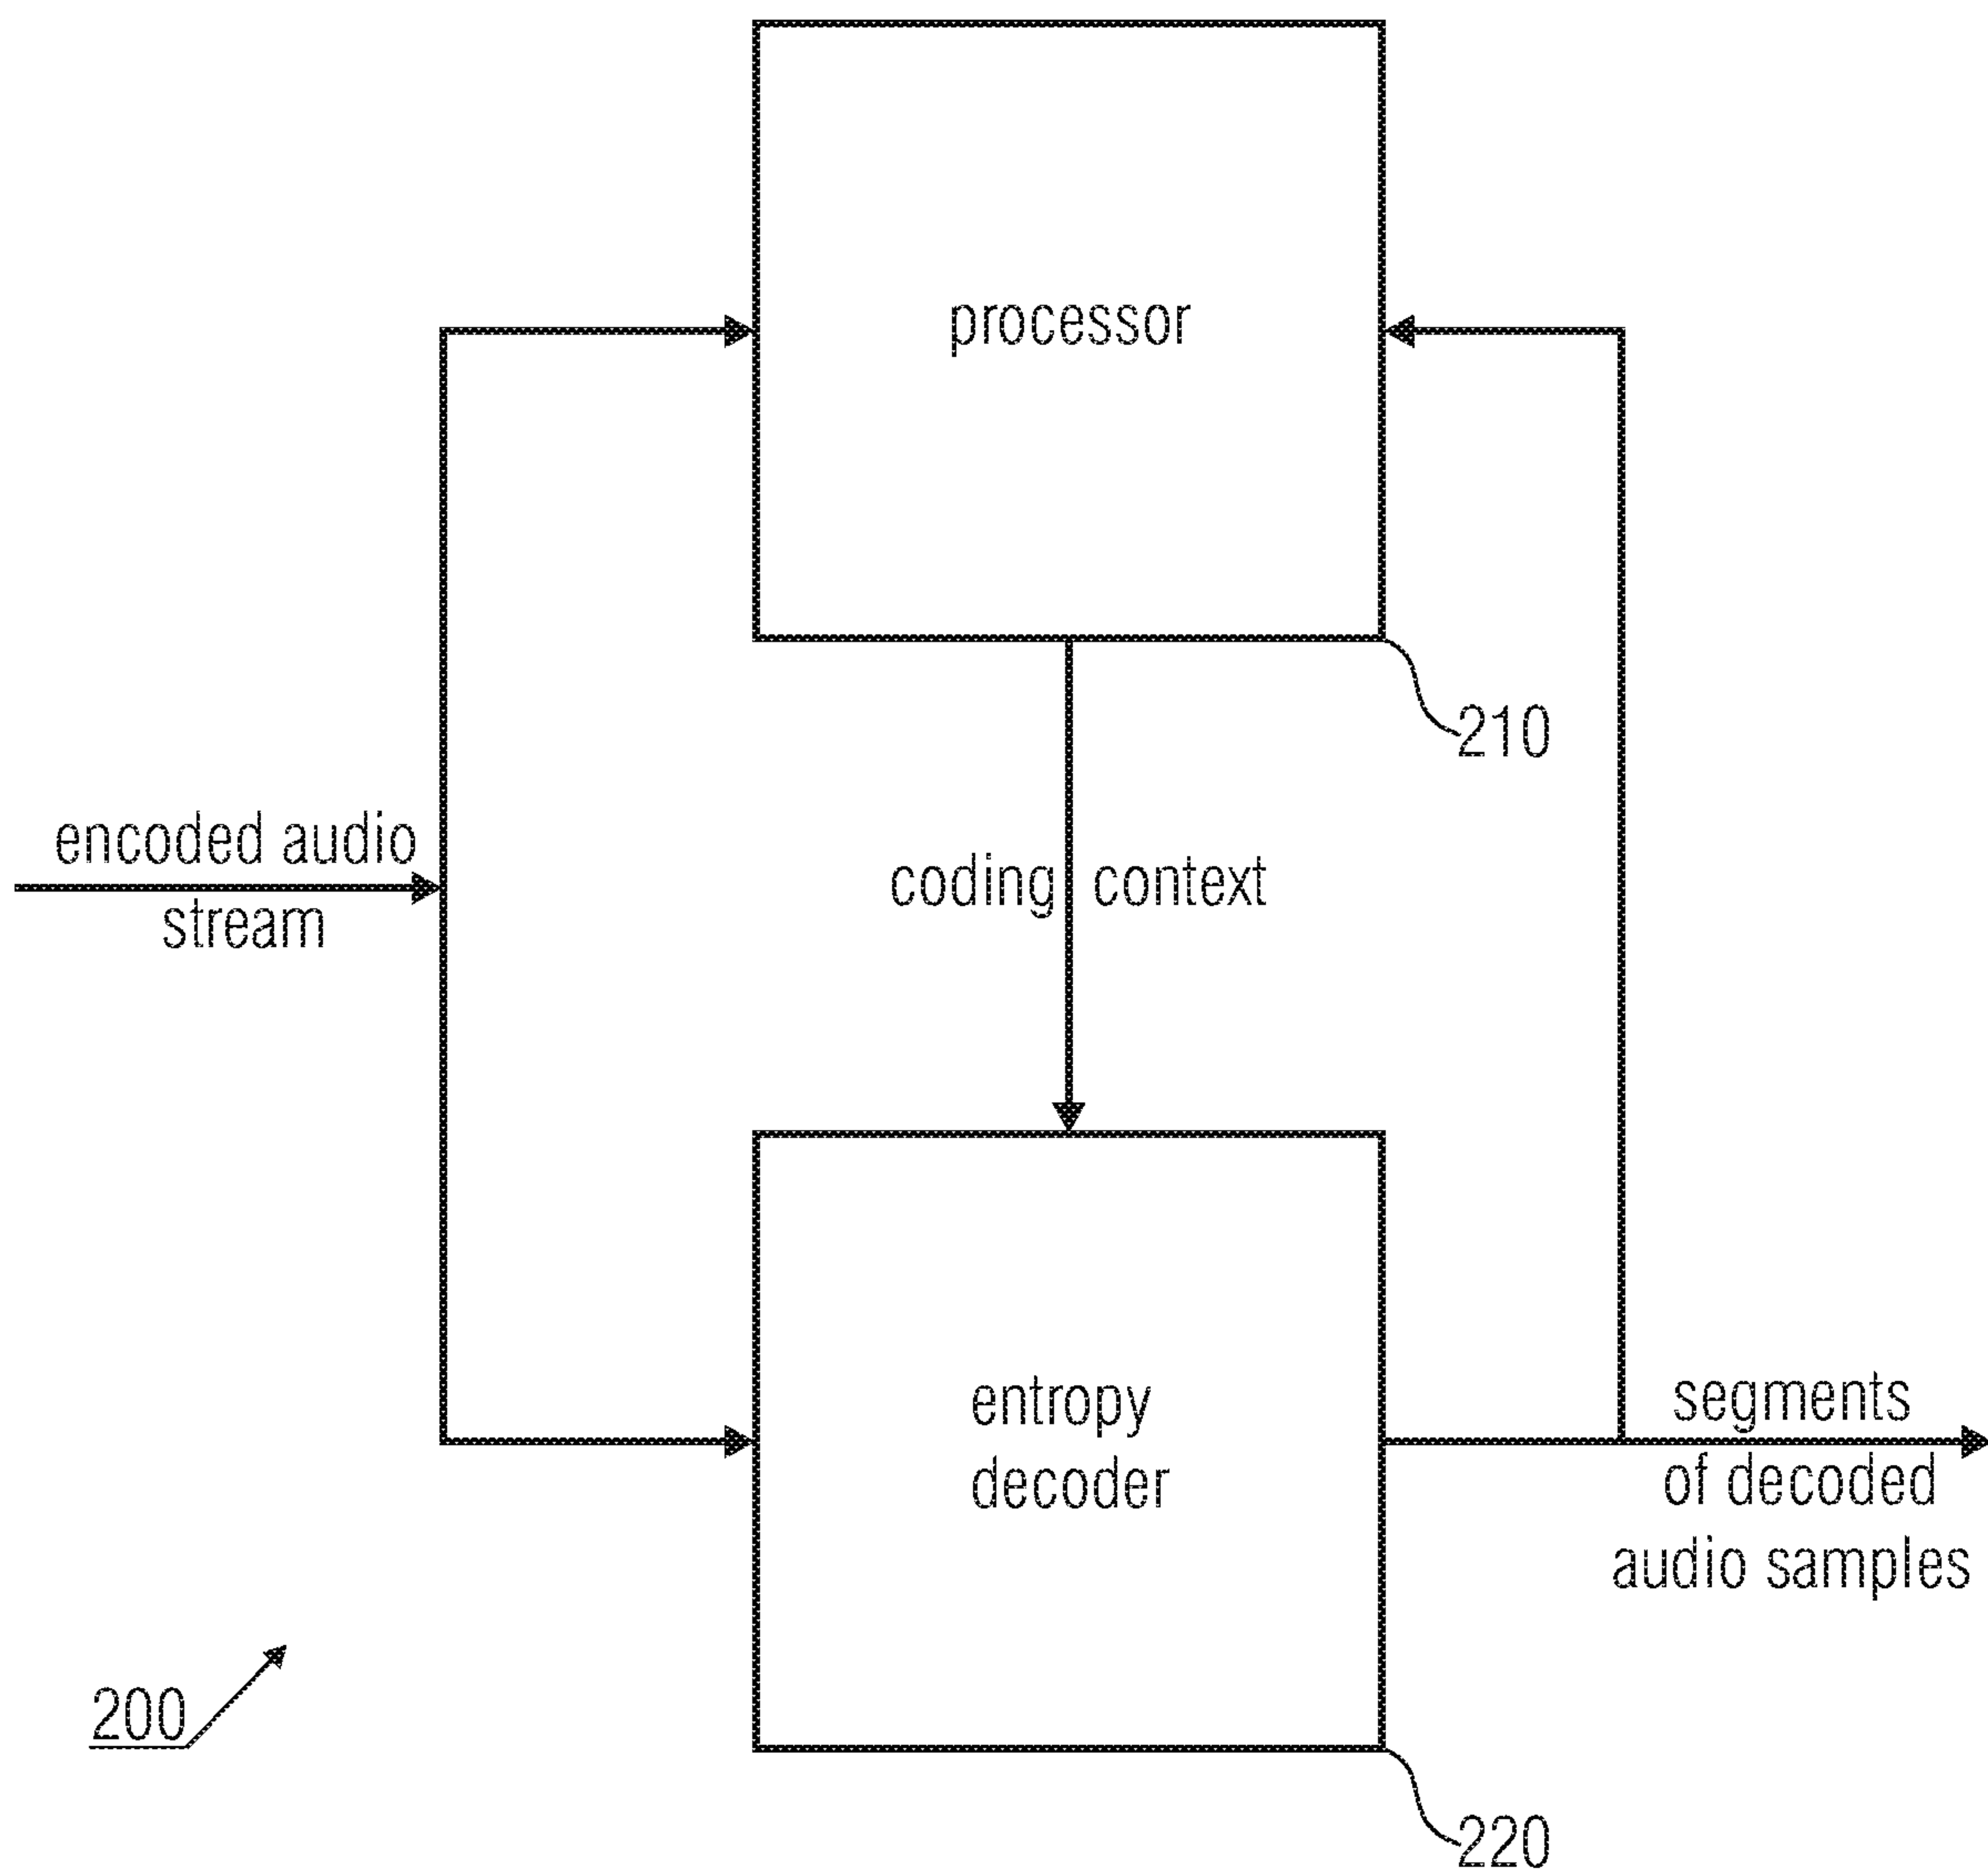 processor
210
encoded audio
stream
coding context
entropy
decoder
segments
of decoded
audio samples
200
220